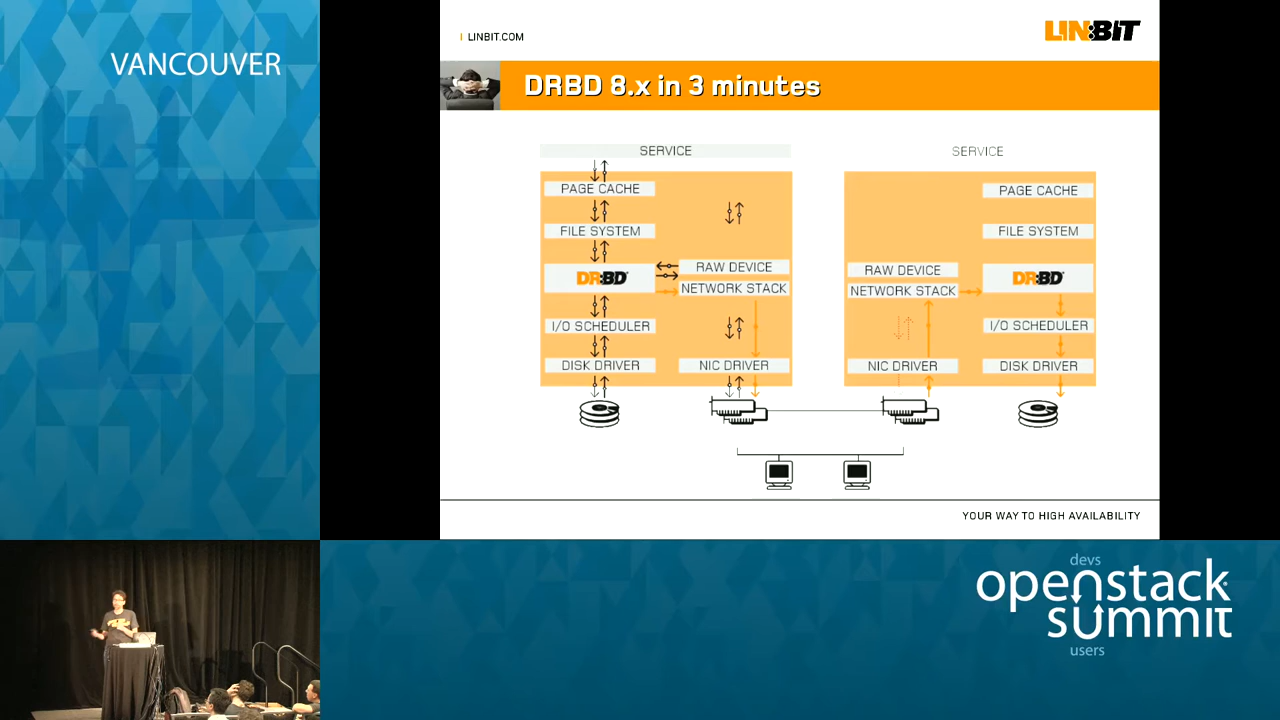 VANCOUVER
LINBIT.COM
LINBIT
DRBD 8.x in 3 minutes
SERVICE
SERVICE
PAGE CACHE
PAGE CACHE
FILE SYSTEM
FILE SYSTEM
DRBD
RAW DEVICE
RAW DEVICE
DRBD
NETWORK STACK
NETWORK STACK
I/O SCHEDULER
I/O SCHEDULER
DISK DRIVER
NIC DRIVER
NIC DRIVER
DISK DRIVER
YOUR WAY TO HIGH AVAILABILITY
devs
openstack
summit
users